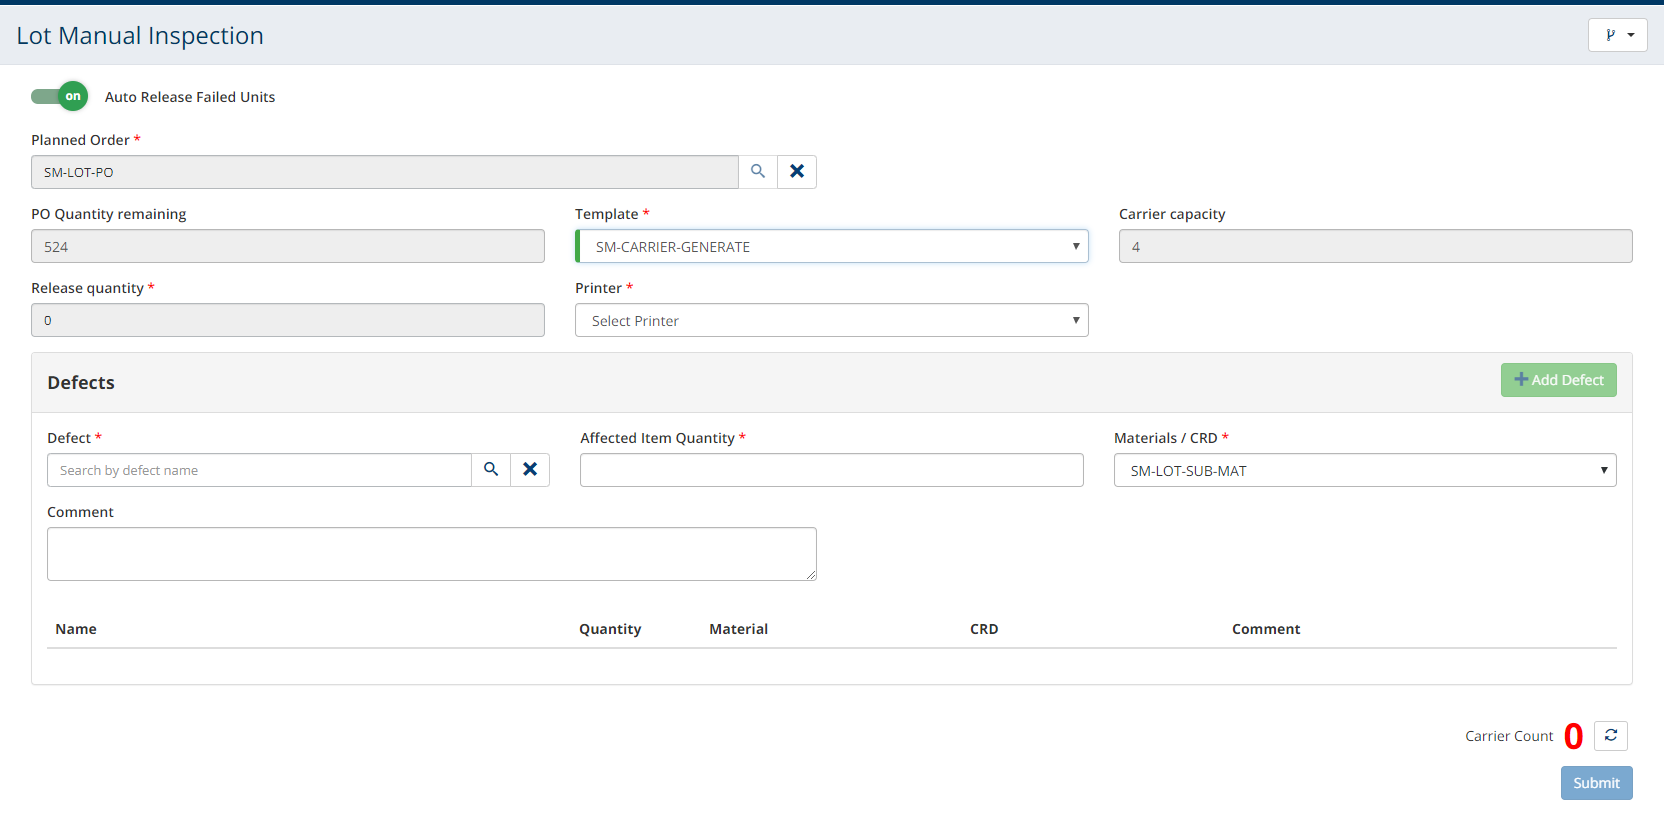 Lot Manual Inspection
on Auto Release Failed Units
Planned Order *
SM-LOT-PO
PO Quantity remaining Template * Carrier capacity
524 SM-CARRIER-GENERATE 4
Release quantity * Printer *
0 Select Printer
Defects Add Defect
Defect * Affected Item Quantity * Materials / CRD *
Search by defect name SM-LOT-SUB-MAT
Comment
Name Quantity Material CRD Comment
Carrier Count 0
Submit